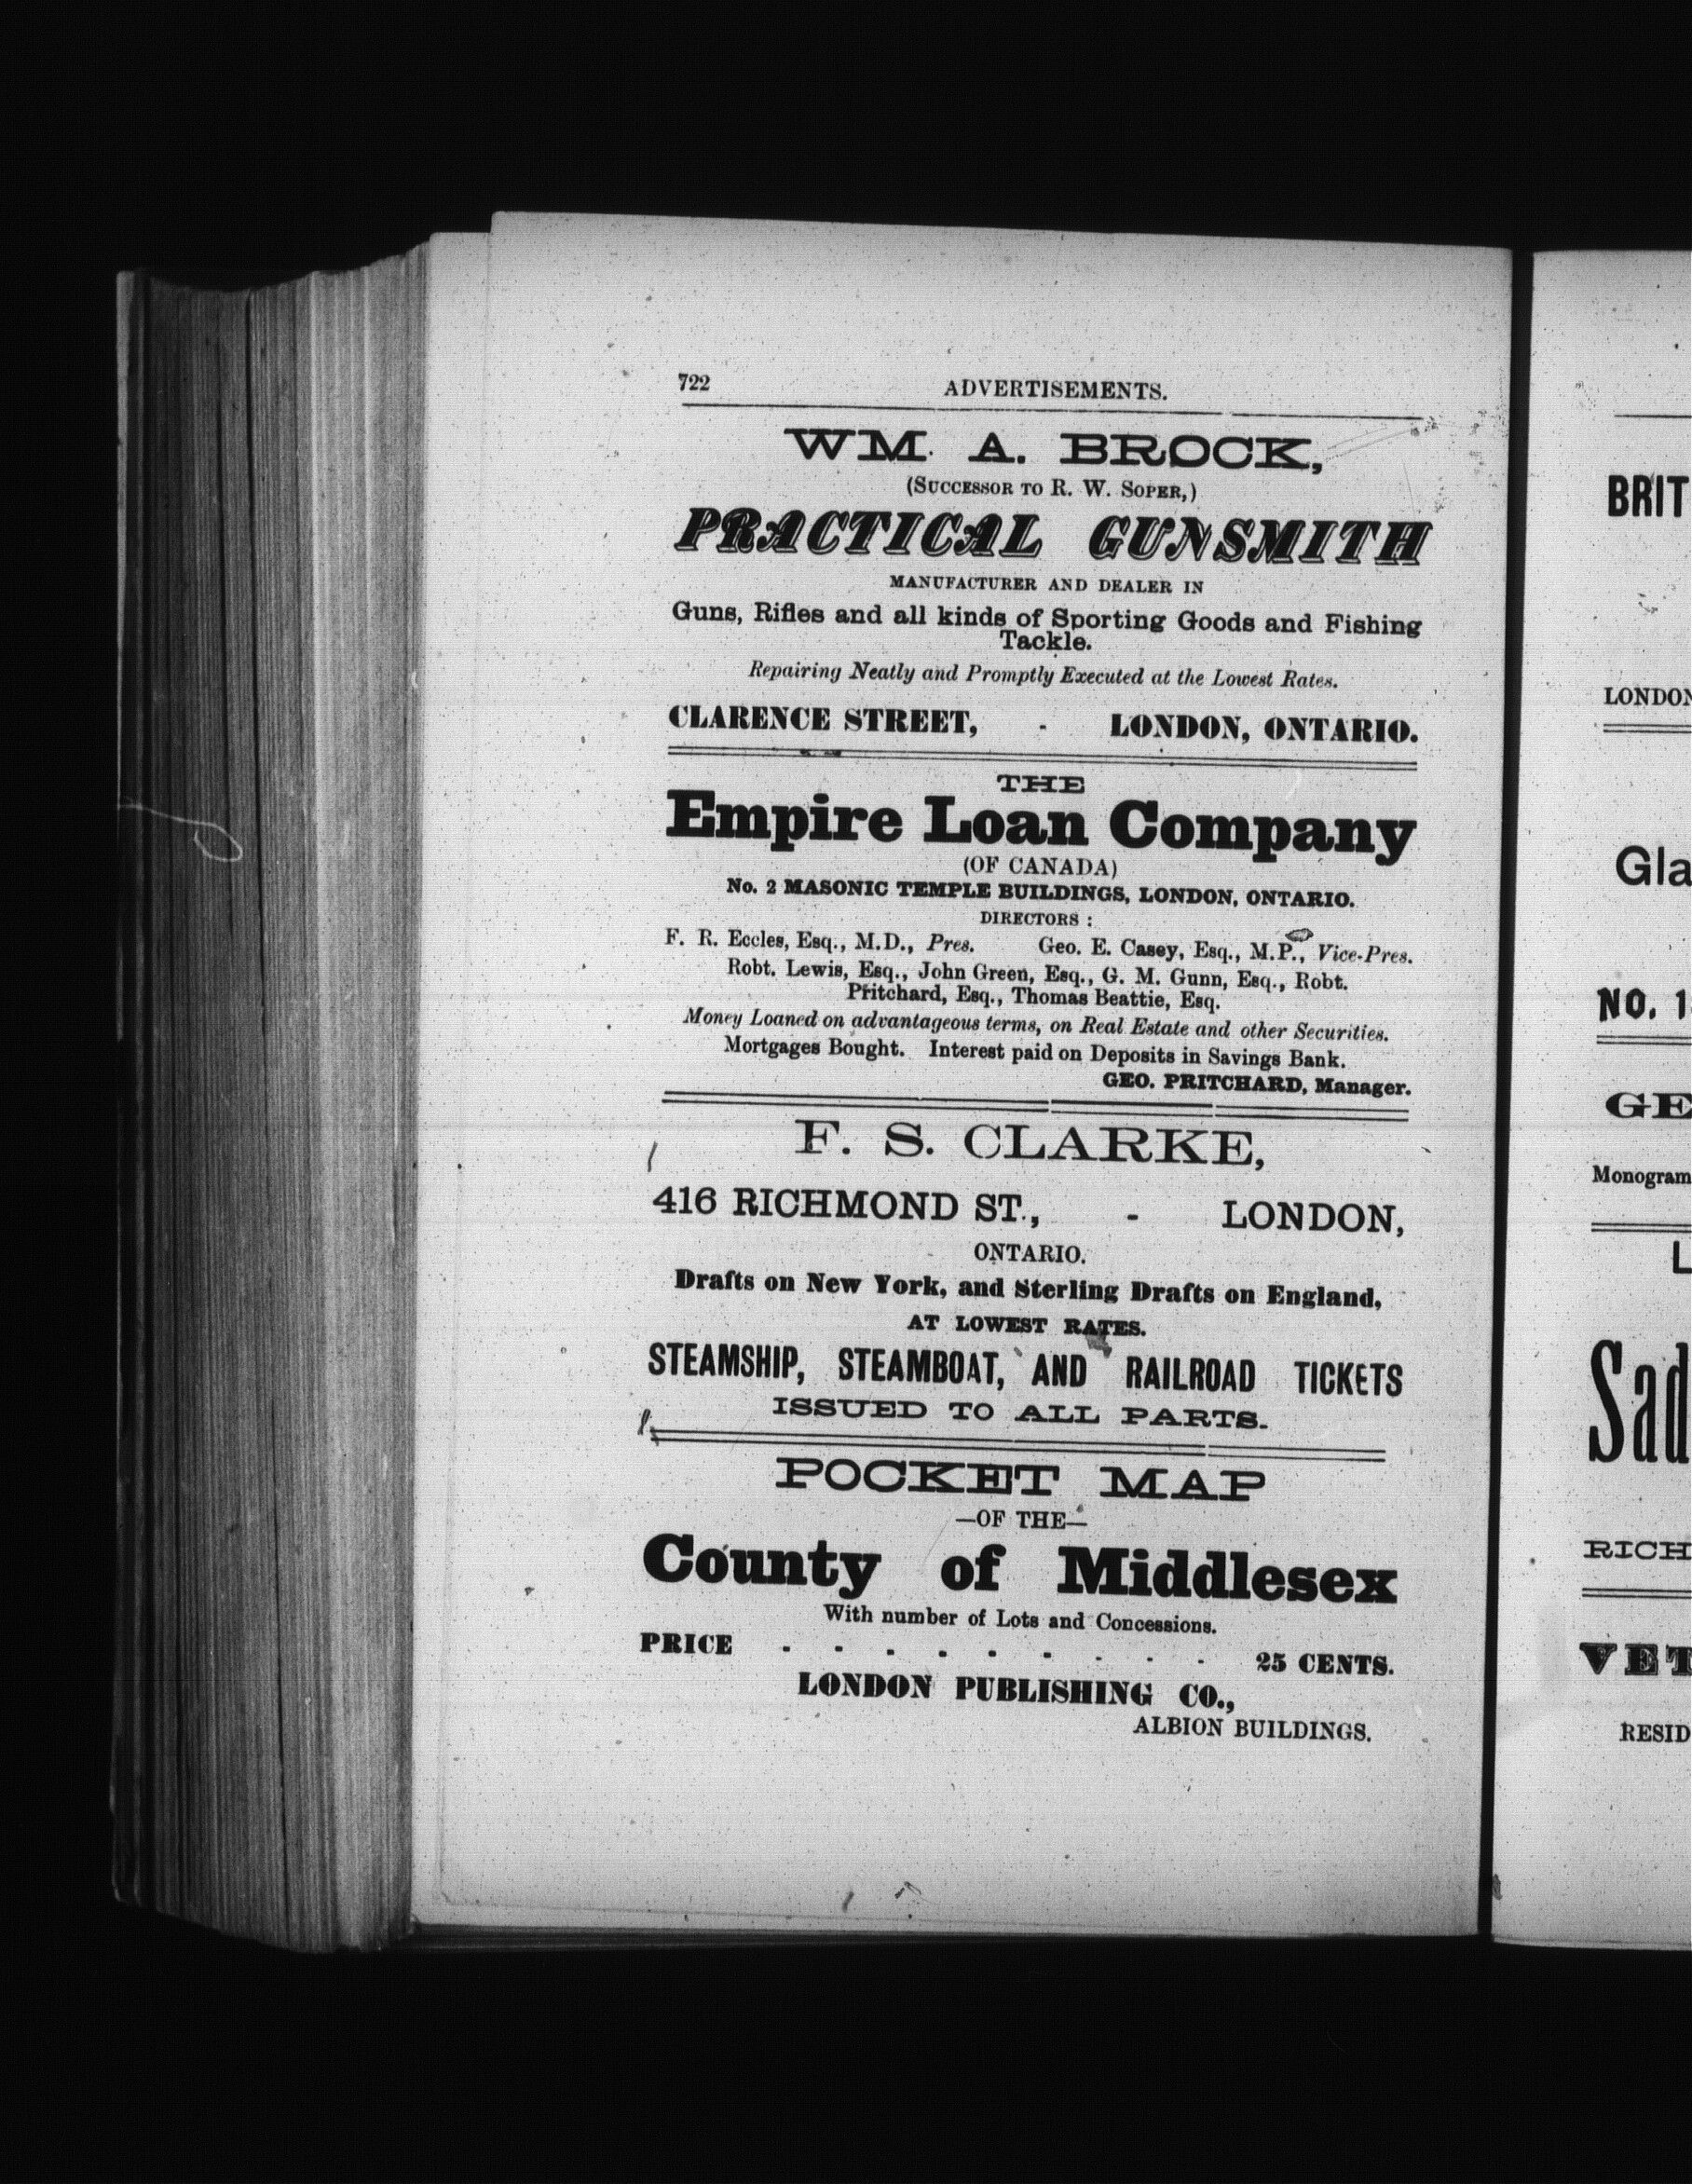 722
ADVERTISEMENTS.
WM. A. BROCK,
(SUCCESSOR TO R. W. SOPER,)
PRACTICAL GUNSMITH
MANUFACTURER AND DEALER IN
Guns, Rifles and all kinds of Sporting Goods and Fishing
Tackle.
Repairing Neatly and Promptly Executed at the Lowest Rates.
CLARENCE STREET, - LONDON, ONTARIO.
THE
Empire Loan Company
(OF CANADA)
No. 2 MASONIC TEMPLE BUILDINGS, LONDON, ONTARIO.
DIRECTORS :
F. R. Eccles, Esq., M.D., Pres. Geo. E. Casey, Esq., M.P., Vice-Pres.
Robt. Lewis, Esq., John Green, Esq., G. M. Gunn, Esq., Robt.
Pritchard, Esq., Thomas Beattie, Esq.
Money Loaned on advantageous terms, on Real Estate and other Securities.
Mortgages Bought. Interest paid on Deposits in Savings Bank.
GEO. PRITCHARD, Manager.
F. S. CLARKE,
416 RICHMOND ST., - LONDON,
ONTARIO.
Drafts on New York, and Sterling Drafts on England,
AT LOWEST RATES.
STEAMSHIP, STEAMBOAT, AND RAILROAD TICKETS
ISSUED TO ALL PARTS.
POCKET MAP
—OF THE—
County of Middlesex
With number of Lots and Concessions.
PRICE - - - - - - - - - 25 CENTS.
LONDON PUBLISHING CO.,
ALBION BUILDINGS.
BRIT
LONDON
Gla
NO. 1
GE
Monogram
L
Sad
RICH
VET
RESID